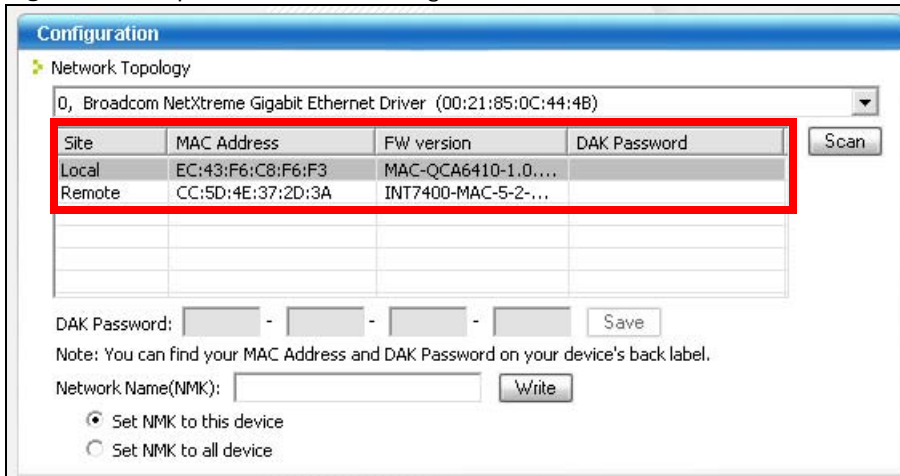 Configuration
Network Topology
0, Broadcom NetXtreme Gigabit Ethernet Driver (00:21:85:0C:44:4B)
Site MAC Address FW version DAK Password Scan
Local EC:43:F6:C8:F6:F3 MAC-QCA6410-1.0....
Remote CC:5D:4E:37:2D:3A INT7400-MAC-5-2-...
DAK Password: - - - Save
Note: You can find your MAC Address and DAK Password on your device's back label.
Network Name(NMK): Write
Set NMK to this device
Set NMK to all device